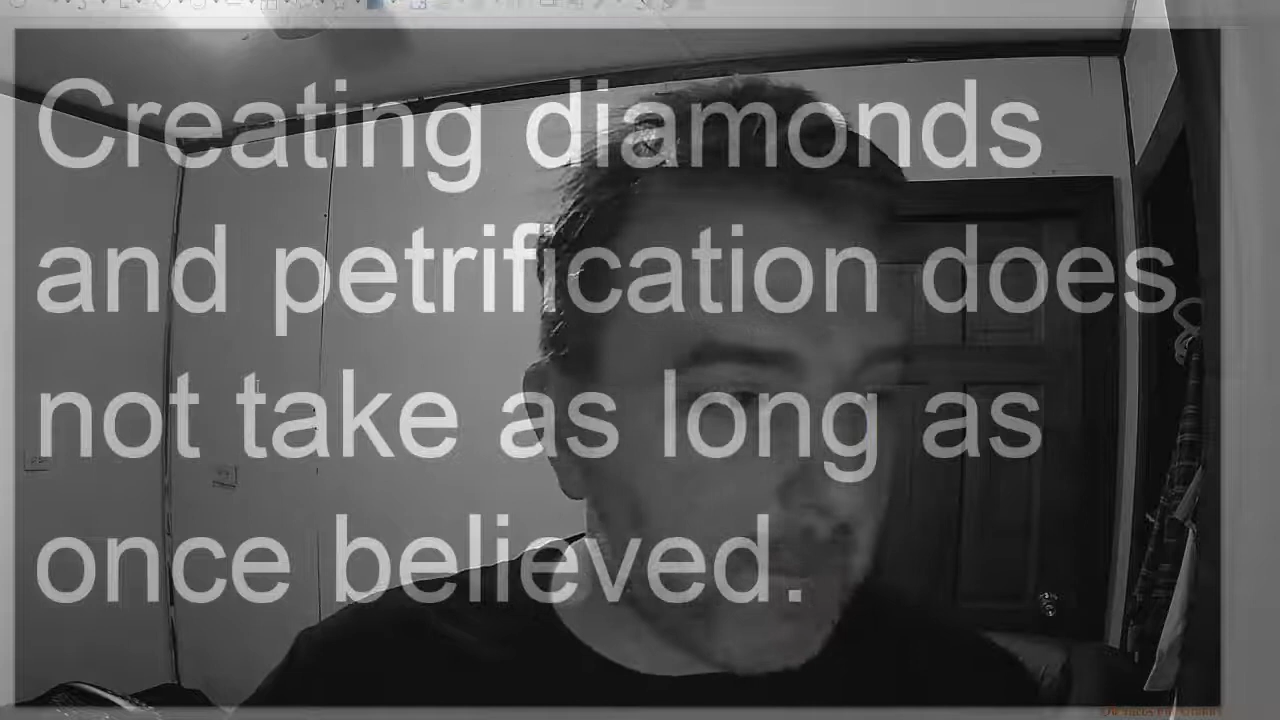 Creating diamonds
and petrification does
not take as long as
once believed.